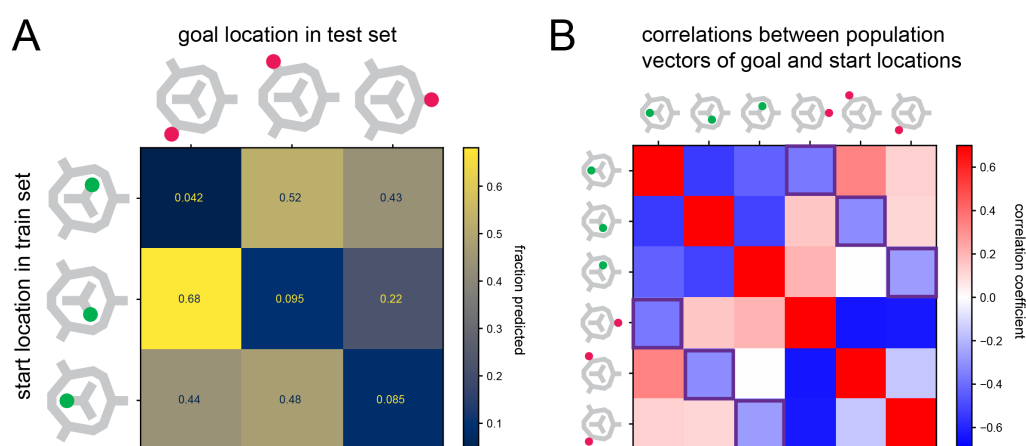 A
goal location in test set
start location in train set
0.042 0.52 0.43
0.68 0.095 0.22
0.44 0.48 0.085
0.6
0.5
0.4
0.3
0.2
0.1
fraction predicted
B
correlations between population
vectors of goal and start locations
0.6
0.4
0.2
0.0
−0.2
−0.4
−0.6
correlation coefficient